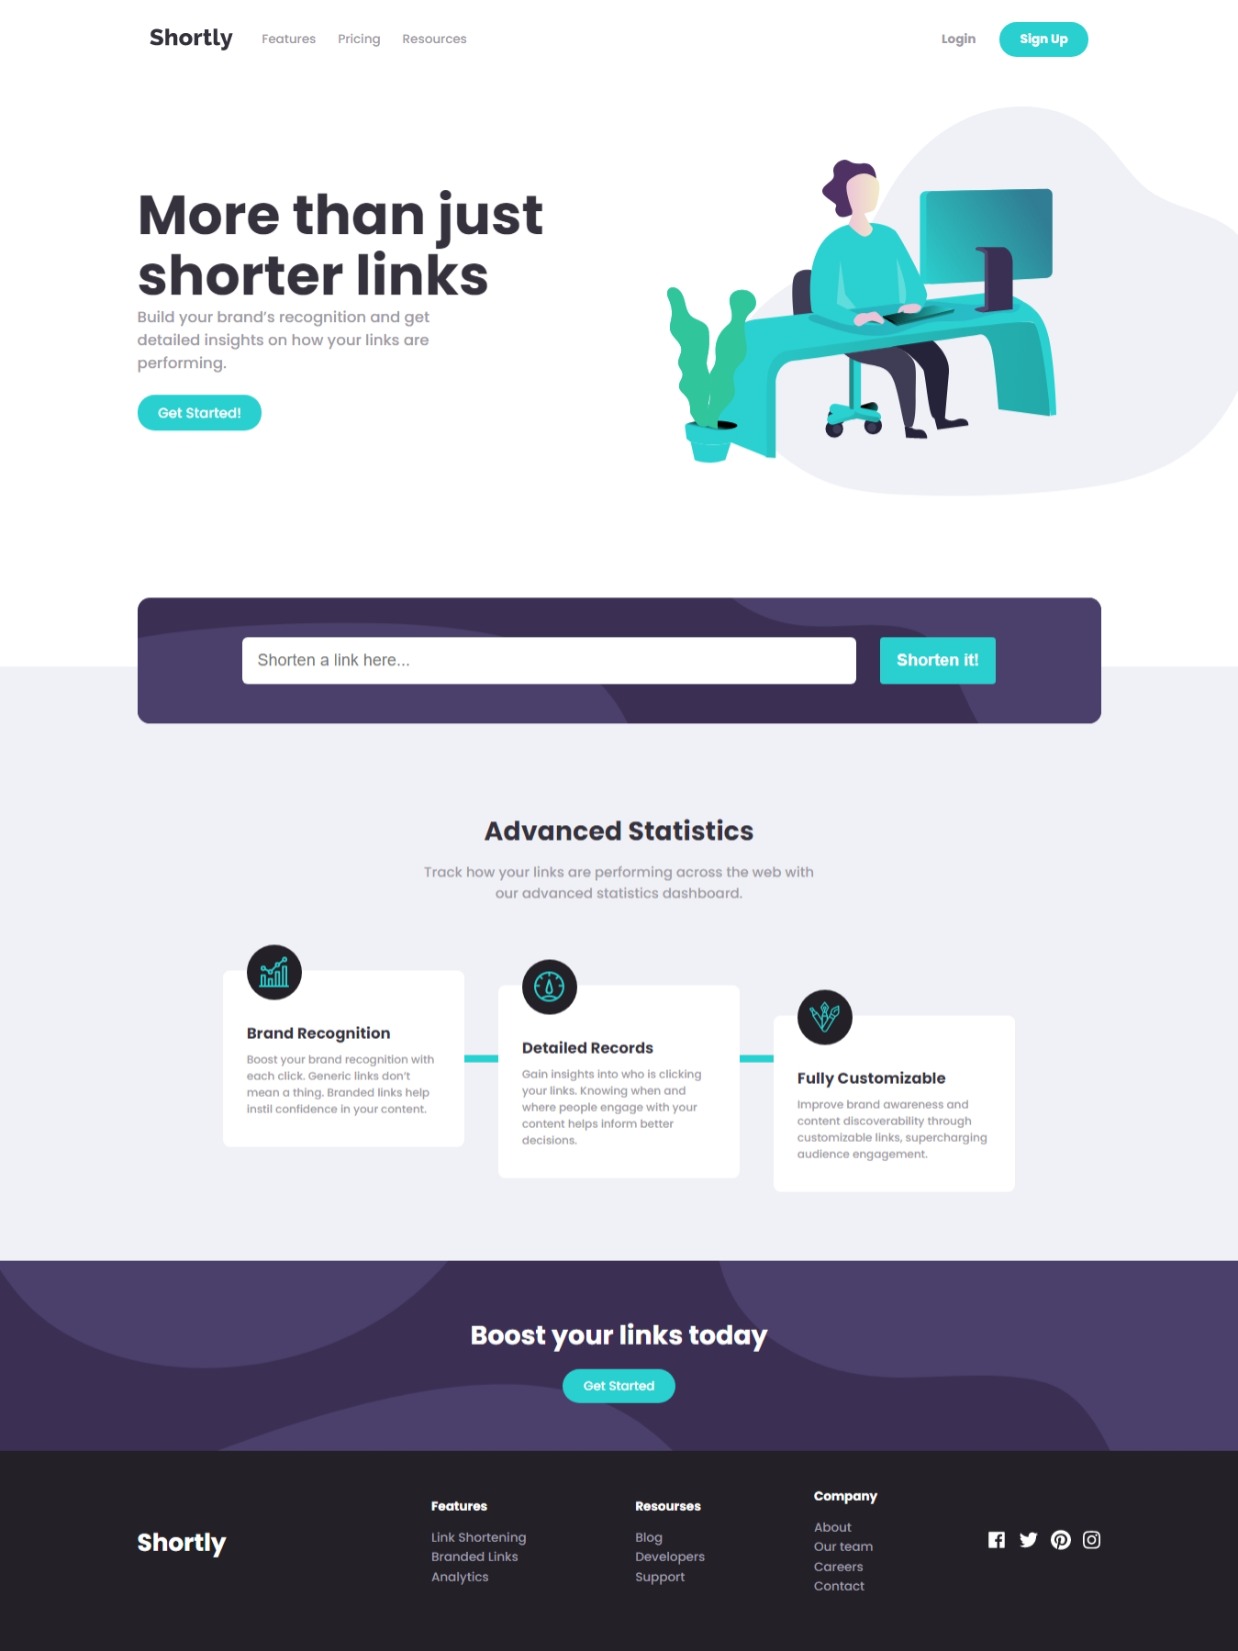 Shortly
Features
Pricing
Resources
Login
Sign Up
More than just
shorter links
Build your brand’s recognition and get
detailed insights on how your links are
performing.
Get Started!
Shorten a link here...
Shorten it!
Advanced Statistics
Track how your links are performing across the web with
our advanced statistics dashboard.
Brand Recognition
Boost your brand recognition with
each click. Generic links don’t
mean a thing. Branded links help
instil confidence in your content.
Detailed Records
Gain insights into who is clicking
your links. Knowing when and
where people engage with your
content helps inform better
decisions.
Fully Customizable
Improve brand awareness and
content discoverability through
customizable links, supercharging
audience engagement.
Boost your links today
Get Started
Shortly
Features
Link Shortening
Branded Links
Analytics
Resourses
Blog
Developers
Support
Company
About
Our team
Careers
Contact